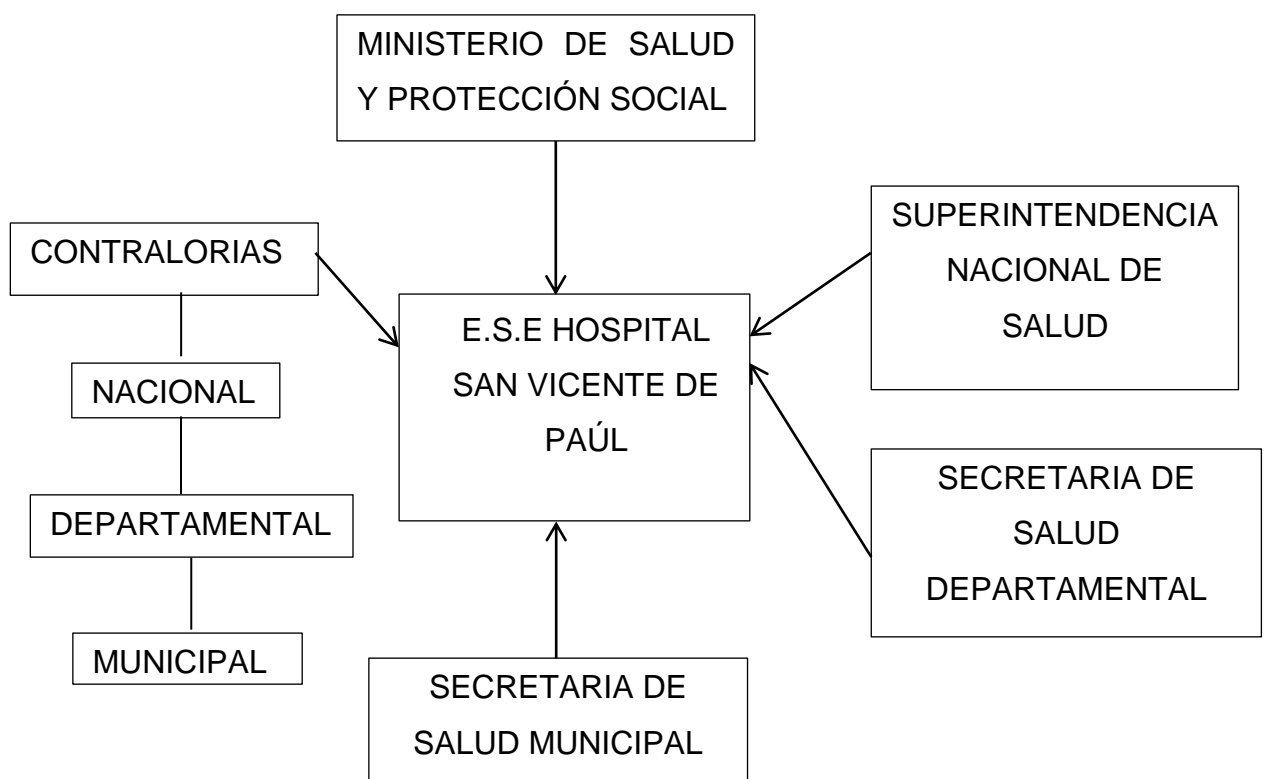 MINISTERIO DE SALUD
Y PROTECCIÓN SOCIAL
CONTRALORIAS
NACIONAL
DEPARTAMENTAL
MUNICIPAL
E.S.E HOSPITAL
SAN VICENTE DE
PAÚL
SUPERINTENDENCIA
NACIONAL DE
SALUD
SECRETARIA DE
SALUD
DEPARTAMENTAL
SECRETARIA DE
SALUD MUNICIPAL